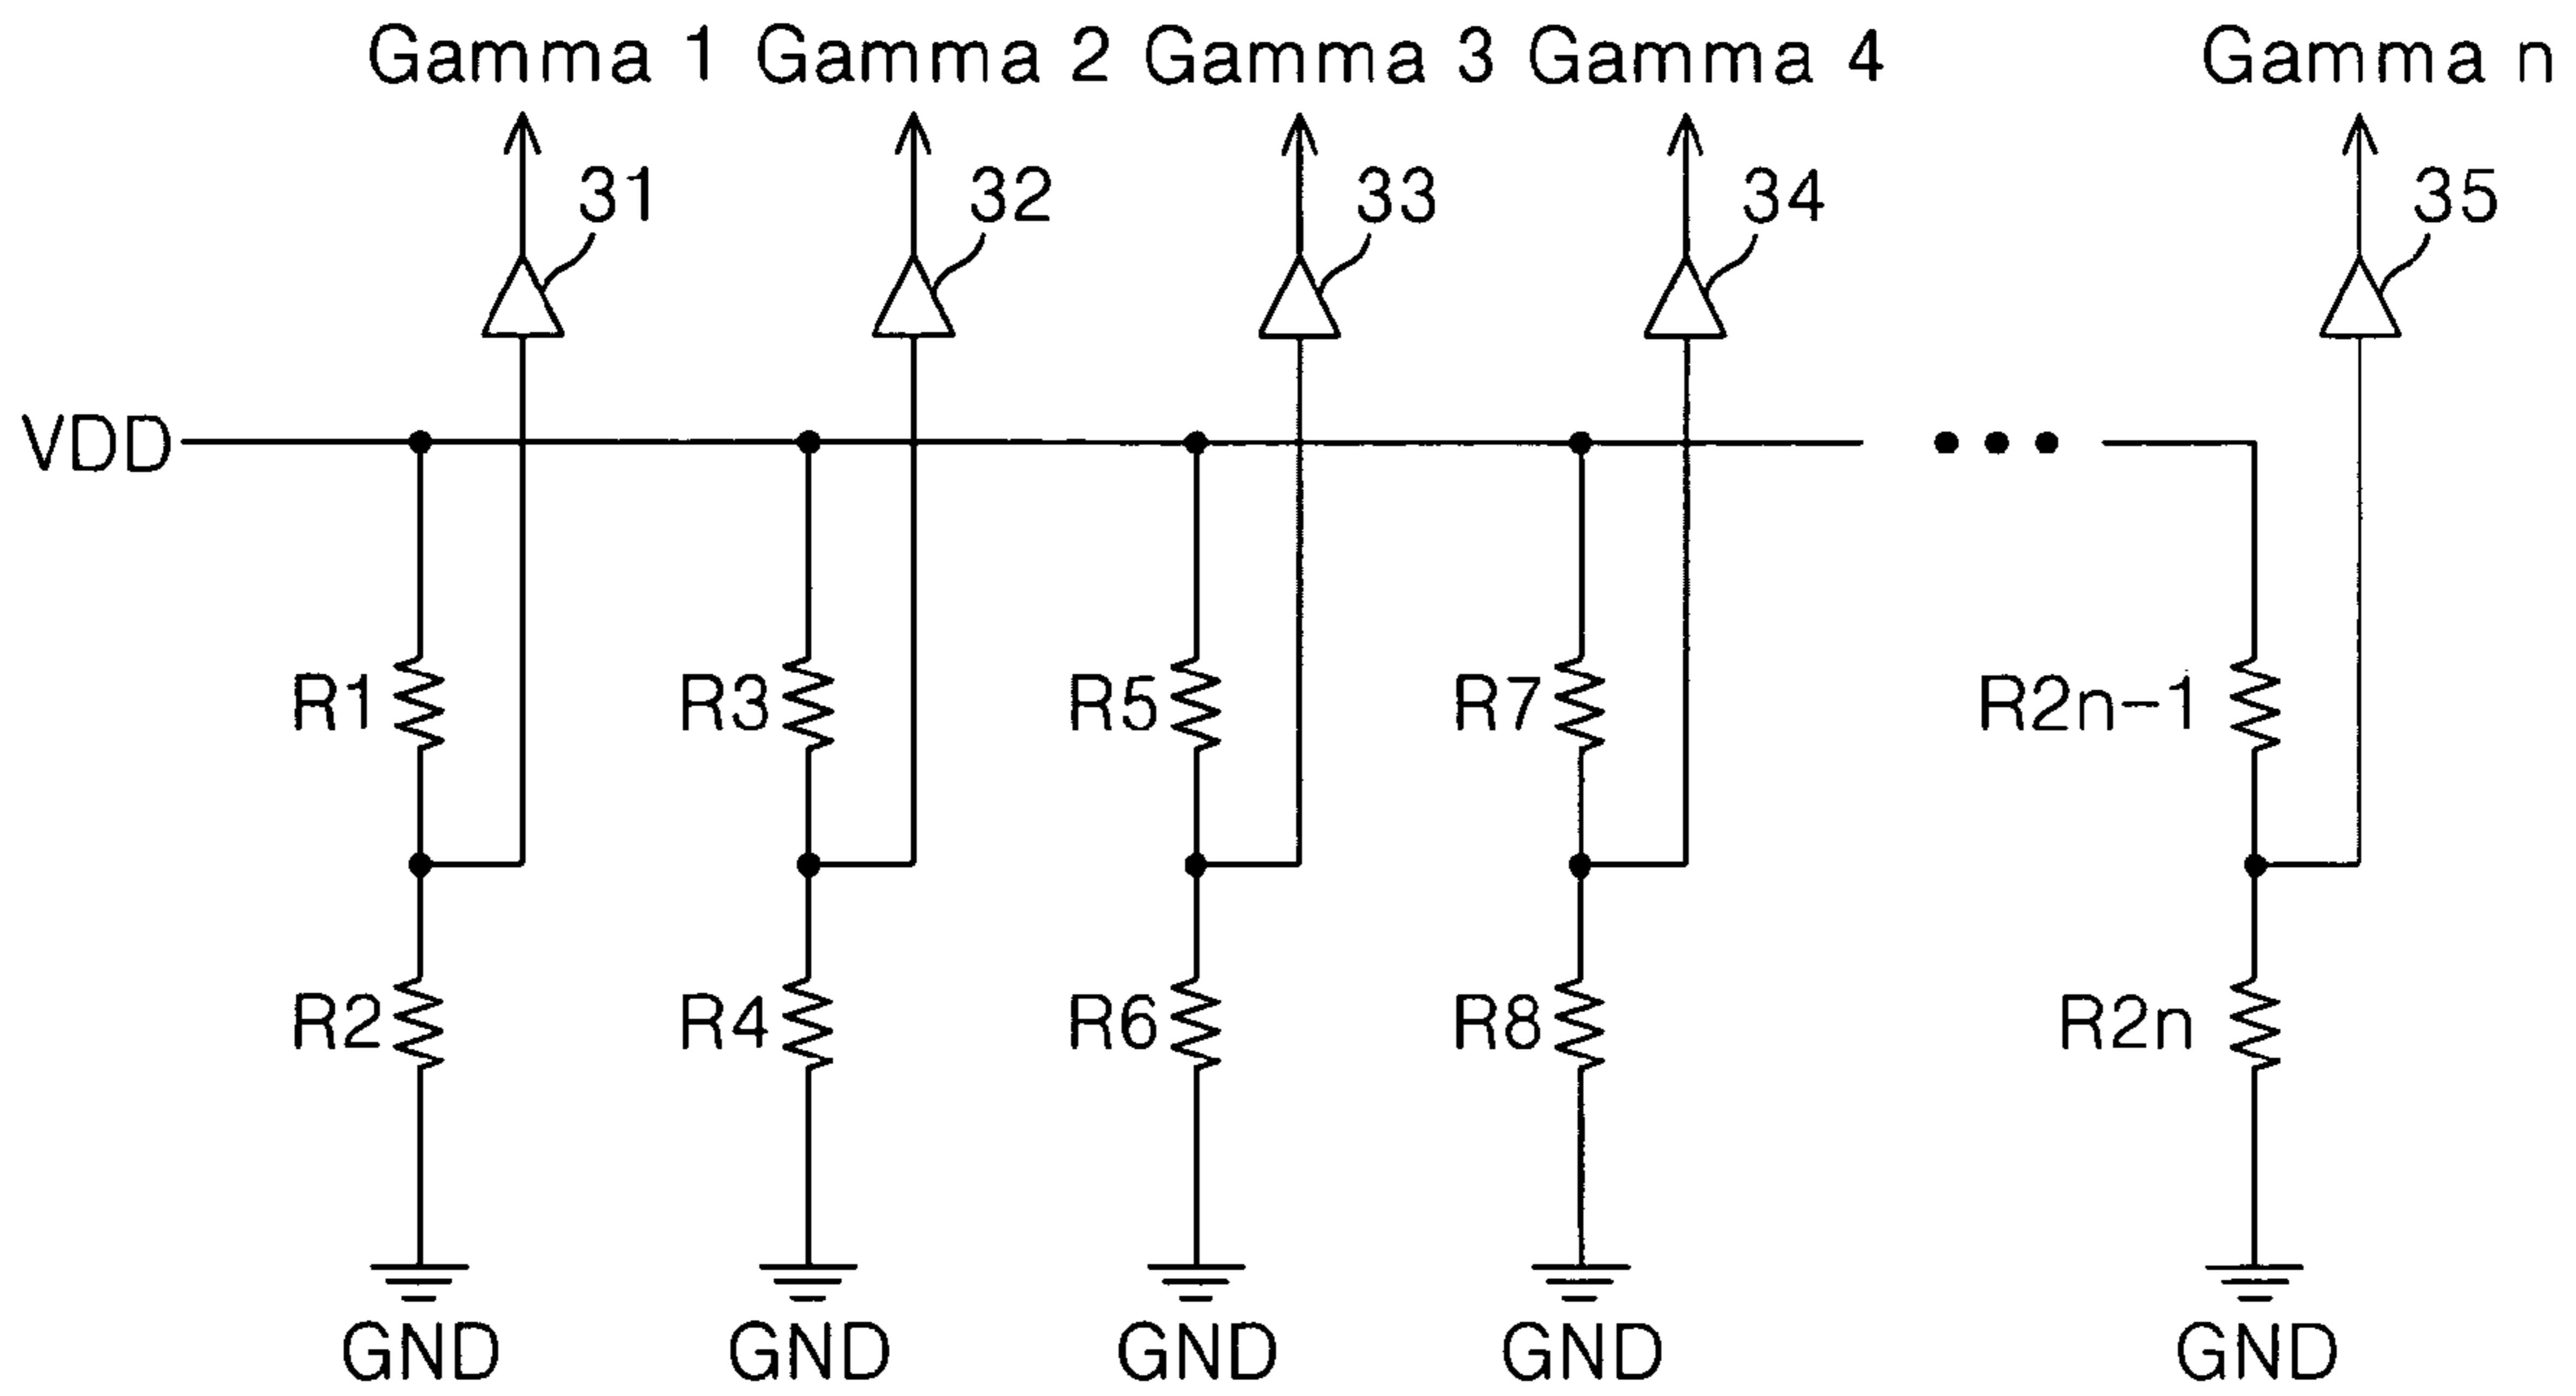 Gamma 1 Gamma 2 Gamma 3 Gamma 4 Gamma n
31 32 33 34 35
VDD
R1 R3 R5 R7 R2n-1
R2 R4 R6 R8 R2n
GND GND GND GND GND